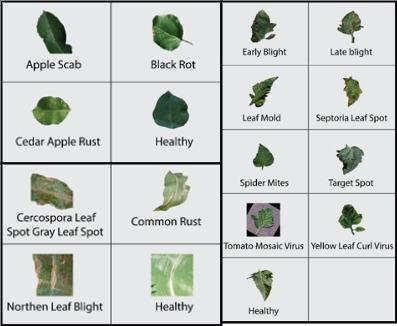 Apple Scab
Black Rot
Cedar Apple Rust
Healthy
Cercospora Leaf
Spot Gray Leaf Spot
Common Rust
Northen Leaf Blight
Healthy
Early Blight
Late blight
Leaf Mold
Septoria Leaf Spot
Spider Mites
Target Spot
Tomato Mosaic Virus
Yellow Leaf Curl Virus
Healthy